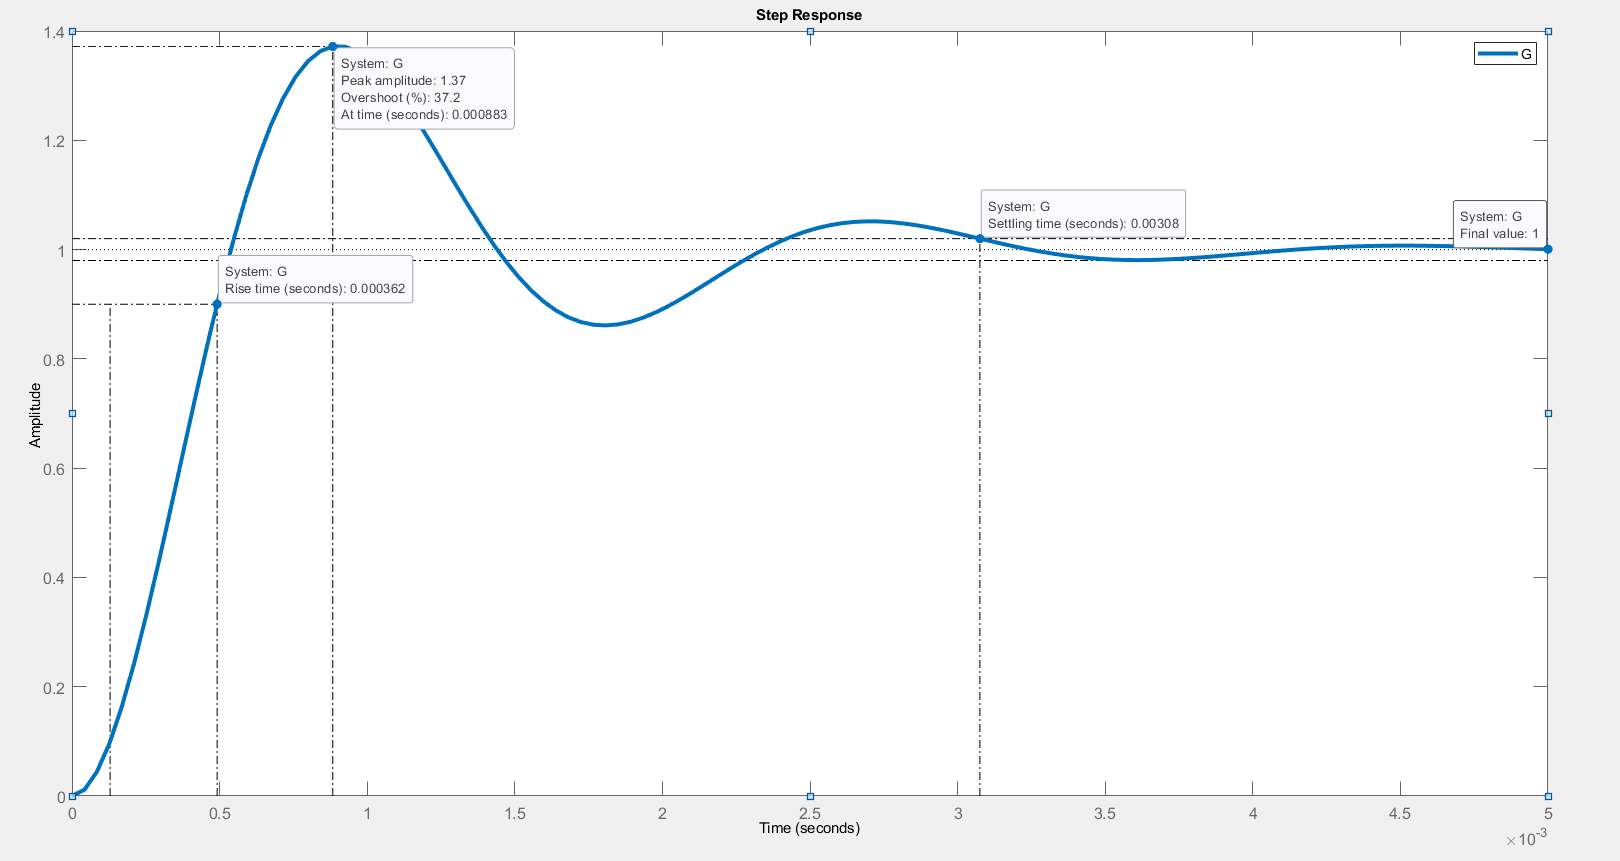 Step Response
1.4
1.2
1
0.8
0.6
0.4
0.2
0
Amplitude
G
System: G
Peak amplitude: 1.37
Overshoot (%): 37.2
At time (seconds): 0.000883
System: G
Settling time (seconds): 0.00308
System: G
Final value: 1
System: G
Rise time (seconds): 0.000362
0 0.5 1 1.5 2 2.5 3 3.5 4 4.5 5
Time (seconds)
×10⁻³